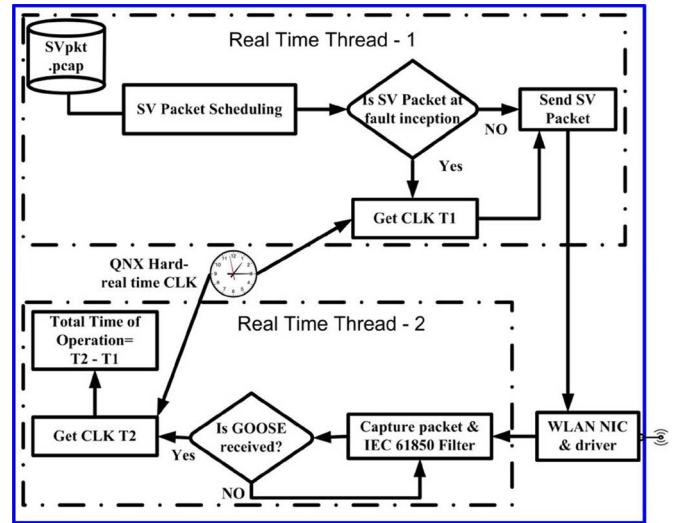 Real Time Thread - 1
SVpkt
.pcap
SV Packet Scheduling
Is SV Packet at
fault inception
NO
Send SV
Packet
Yes
Get CLK T1
QNX Hard-
real time CLK
Real Time Thread - 2
Total Time of
Operation=
T2 - T1
Get CLK T2
Yes
Is GOOSE
received?
NO
Capture packet &
IEC 61850 Filter
WLAN NIC
& driver